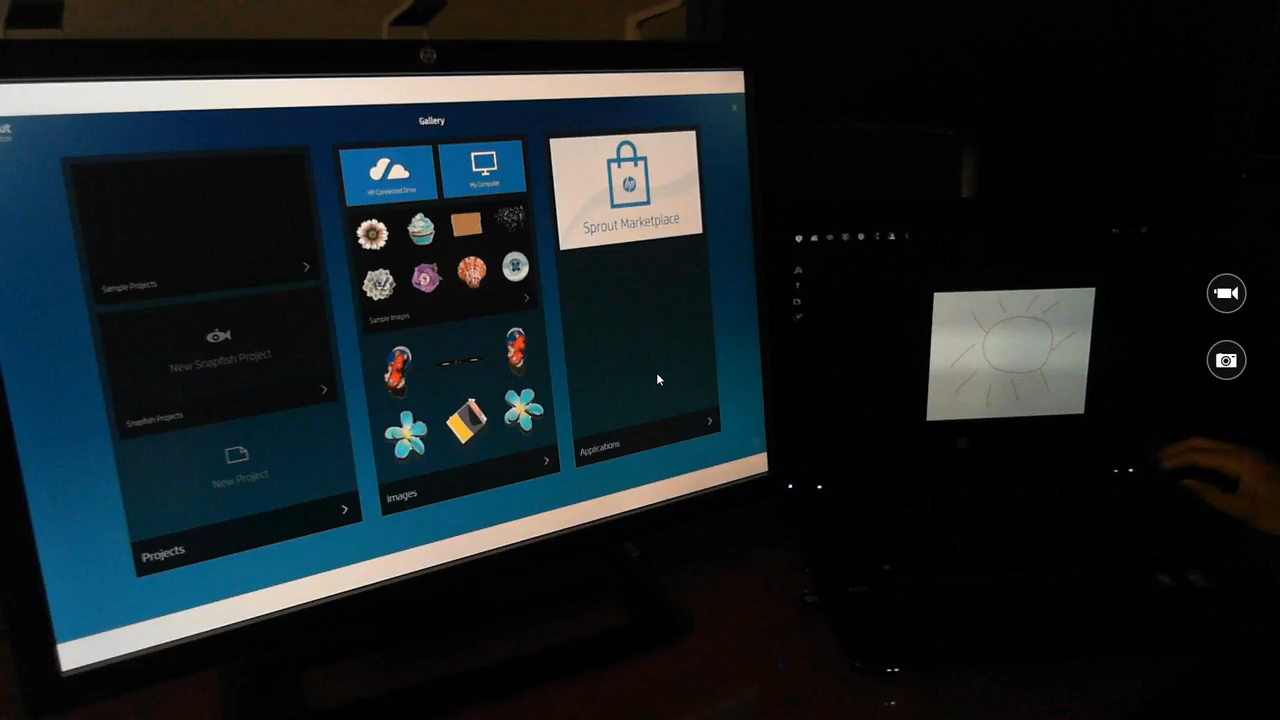 Gallery
Sample Projects
New Snapfish Project
Snapfish Projects
New Project
Projects
HP Connected Drive
My Computer
Sample Images
Images
hp
Sprout Marketplace
Applications